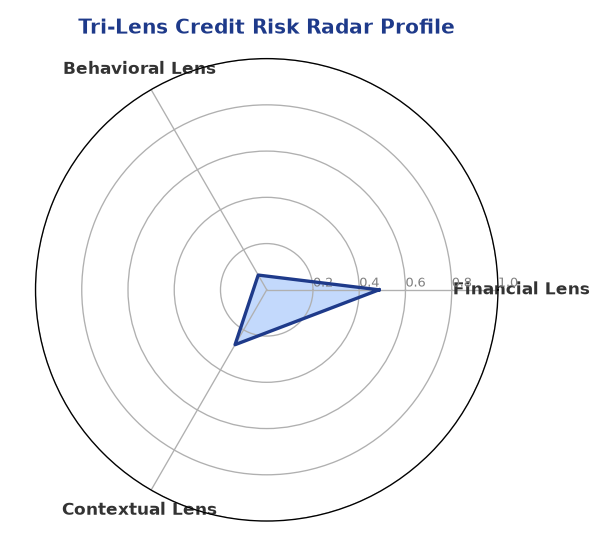 Tri-Lens Credit Risk Radar Profile
Behavioral Lens
0.2 0.4 0.6 0.8 1.0
Financial Lens
Contextual Lens